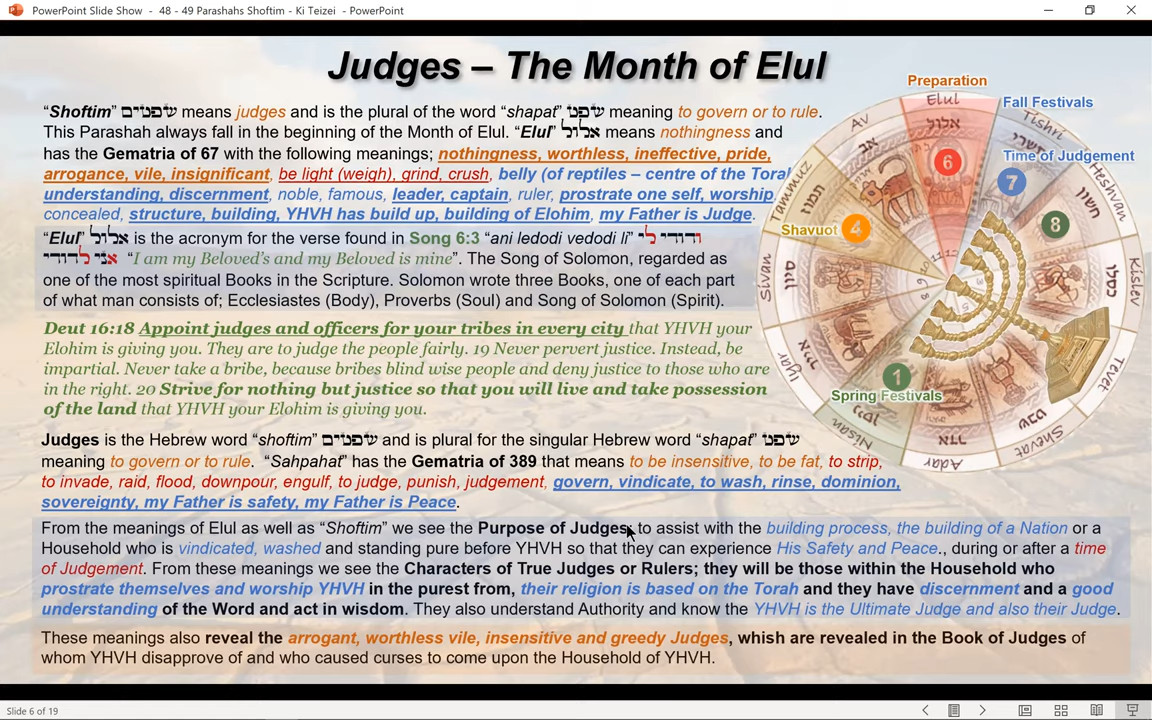 PowerPoint Slide Show - 48 - 49 Parashahs Shoftim - Ki Teizei - PowerPoint
Judges – The Month of Elul
“Shoftim” שפטים means judges and is the plural of the word “shapat” שפט meaning to govern or to rule.
This Parashah always fall in the beginning of the Month of Elul. “Elul” אלול means nothingness and
has the Gematria of 67 with the following meanings; nothingness, worthless, ineffective, pride,
arrogance, vile, insignificant, be light (weigh), grind, crush, belly (of reptiles – centre of the Torah
understanding, discernment, noble, famous, leader, captain, ruler, prostrate one self, worship
concealed, structure, building, YHVH has build up, building of Elohim, my Father is Judge.
“Elul” אלול is the acronym for the verse found in Song 6:3 “ani ledodi vedodi li” ודודי לי
אני לדודי “I am my Beloved’s and my Beloved is mine”. The Song of Solomon, regarded as
one of the most spiritual Books in the Scripture. Solomon wrote three Books, one of each part
of what man consists of; Ecclesiastes (Body), Proverbs (Soul) and Song of Solomon (Spirit).
Deut 16:18 Appoint judges and officers for your tribes in every city that YHVH your
Elohim is giving you. They are to judge the people fairly. 19 Never pervert justice. Instead, be
impartial. Never take a bribe, because bribes blind wise people and deny justice to those who are
in the right. 20 Strive for nothing but justice so that you will live and take possession
of the land that YHVH your Elohim is giving you.
Judges is the Hebrew word “shoftim” שפטים and is plural for the singular Hebrew word “shapat” שפט
meaning to govern or to rule. “Sahpahat” has the Gematria of 389 that means to be insensitive, to be fat, to strip,
to invade, raid, flood, downpour, engulf, to judge, punish, judgement, govern, vindicate, to wash, rinse, dominion,
sovereignty, my Father is safety, my Father is Peace.
From the meanings of Elul as well as “Shoftim” we see the Purpose of Judges; to assist with the building process, the building of a Nation or a
Household who is vindicated, washed and standing pure before YHVH so that they can experience His Safety and Peace., during or after a time
of Judgement. From these meanings we see the Characters of True Judges or Rulers; they will be those within the Household who
prostrate themselves and worship YHVH in the purest from, their religion is based on the Torah and they have discernment and a good
understanding of the Word and act in wisdom. They also understand Authority and know the YHVH is the Ultimate Judge and also their Judge.
These meanings also reveal the arrogant, worthless vile, insensitive and greedy Judges, whish are revealed in the Book of Judges of
whom YHVH disapprove of and who caused curses to come upon the Household of YHVH.
Preparation
Elul
אלול
6
Fall Festivals
Tishri
תשרי
Time of Judgement
7
Heshvan
חשון
8
Kislev
כסלו
Tevet
טבת
Shevat
שבט
Adar
אדר
Nisan
ניסן
1
Spring Festivals
Iyar
אייר
Sivan
סיון
Shavuot
4
Tammuz
תמוז
Av
אב
Slide 6 of 19